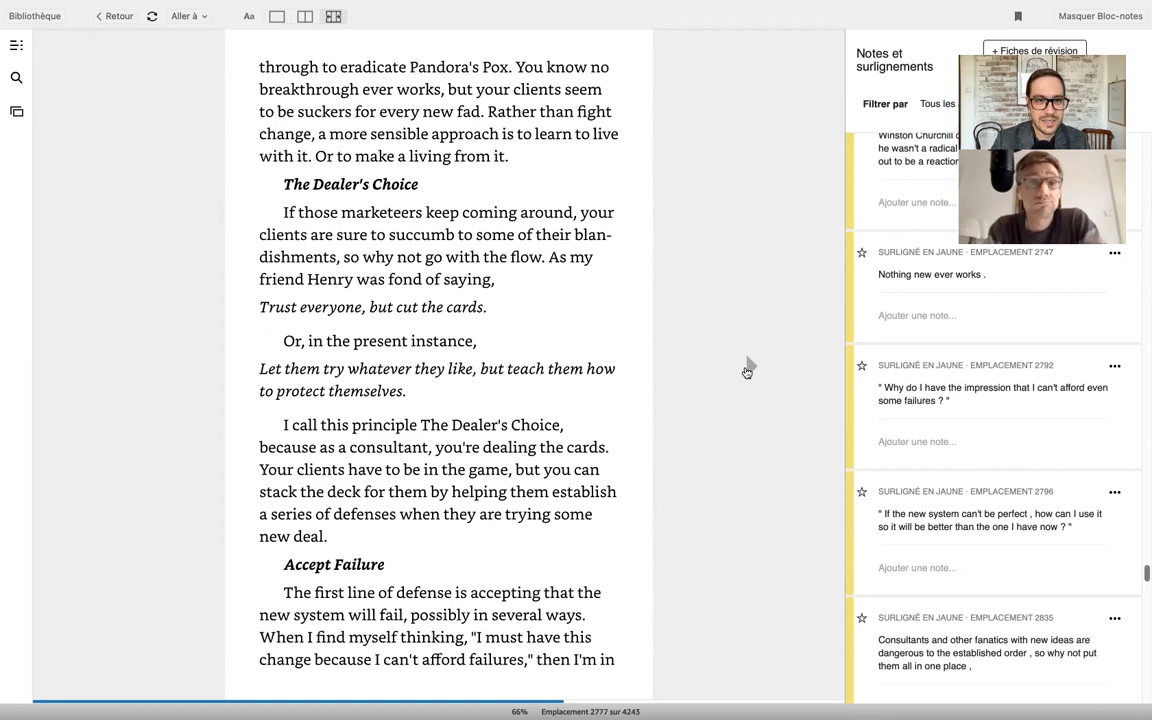 Bibliothèque
Retour
Aller à
Aa
Masquer Bloc-notes
through to eradicate Pandora's Pox. You know no
breakthrough ever works, but your clients seem
to be suckers for every new fad. Rather than fight
change, a more sensible approach is to learn to live
with it. Or to make a living from it.
The Dealer's Choice
If those marketeers keep coming around, your
clients are sure to succumb to some of their blan-
dishments, so why not go with the flow. As my
friend Henry was fond of saying,
Trust everyone, but cut the cards.
Or, in the present instance,
Let them try whatever they like, but teach them how
to protect themselves.
I call this principle The Dealer's Choice,
because as a consultant, you're dealing the cards.
Your clients have to be in the game, but you can
stack the deck for them by helping them establish
a series of defenses when they are trying some
new deal.
Accept Failure
The first line of defense is accepting that the
new system will fail, possibly in several ways.
When I find myself thinking, "I must have this
change because I can't afford failures," then I'm in
Notes et
surlignements
+ Fiches de révision
Filtrer par
Tous les
Winston Churchill
he wasn't a radical
out to be a reaction
Ajouter une note...
SURLIGNÉ EN JAUNE · EMPLACEMENT 2747
Nothing new ever works .
Ajouter une note...
SURLIGNÉ EN JAUNE · EMPLACEMENT 2792
" Why do I have the impression that I can't afford even
some failures ? "
Ajouter une note...
SURLIGNÉ EN JAUNE · EMPLACEMENT 2796
" If the new system can't be perfect , how can I use it
so it will be better than the one I have now ? "
Ajouter une note...
SURLIGNÉ EN JAUNE · EMPLACEMENT 2835
Consultants and other fanatics with new ideas are
dangerous to the established order , so why not put
them all in one place ,
66%
Emplacement 2777 sur 4243